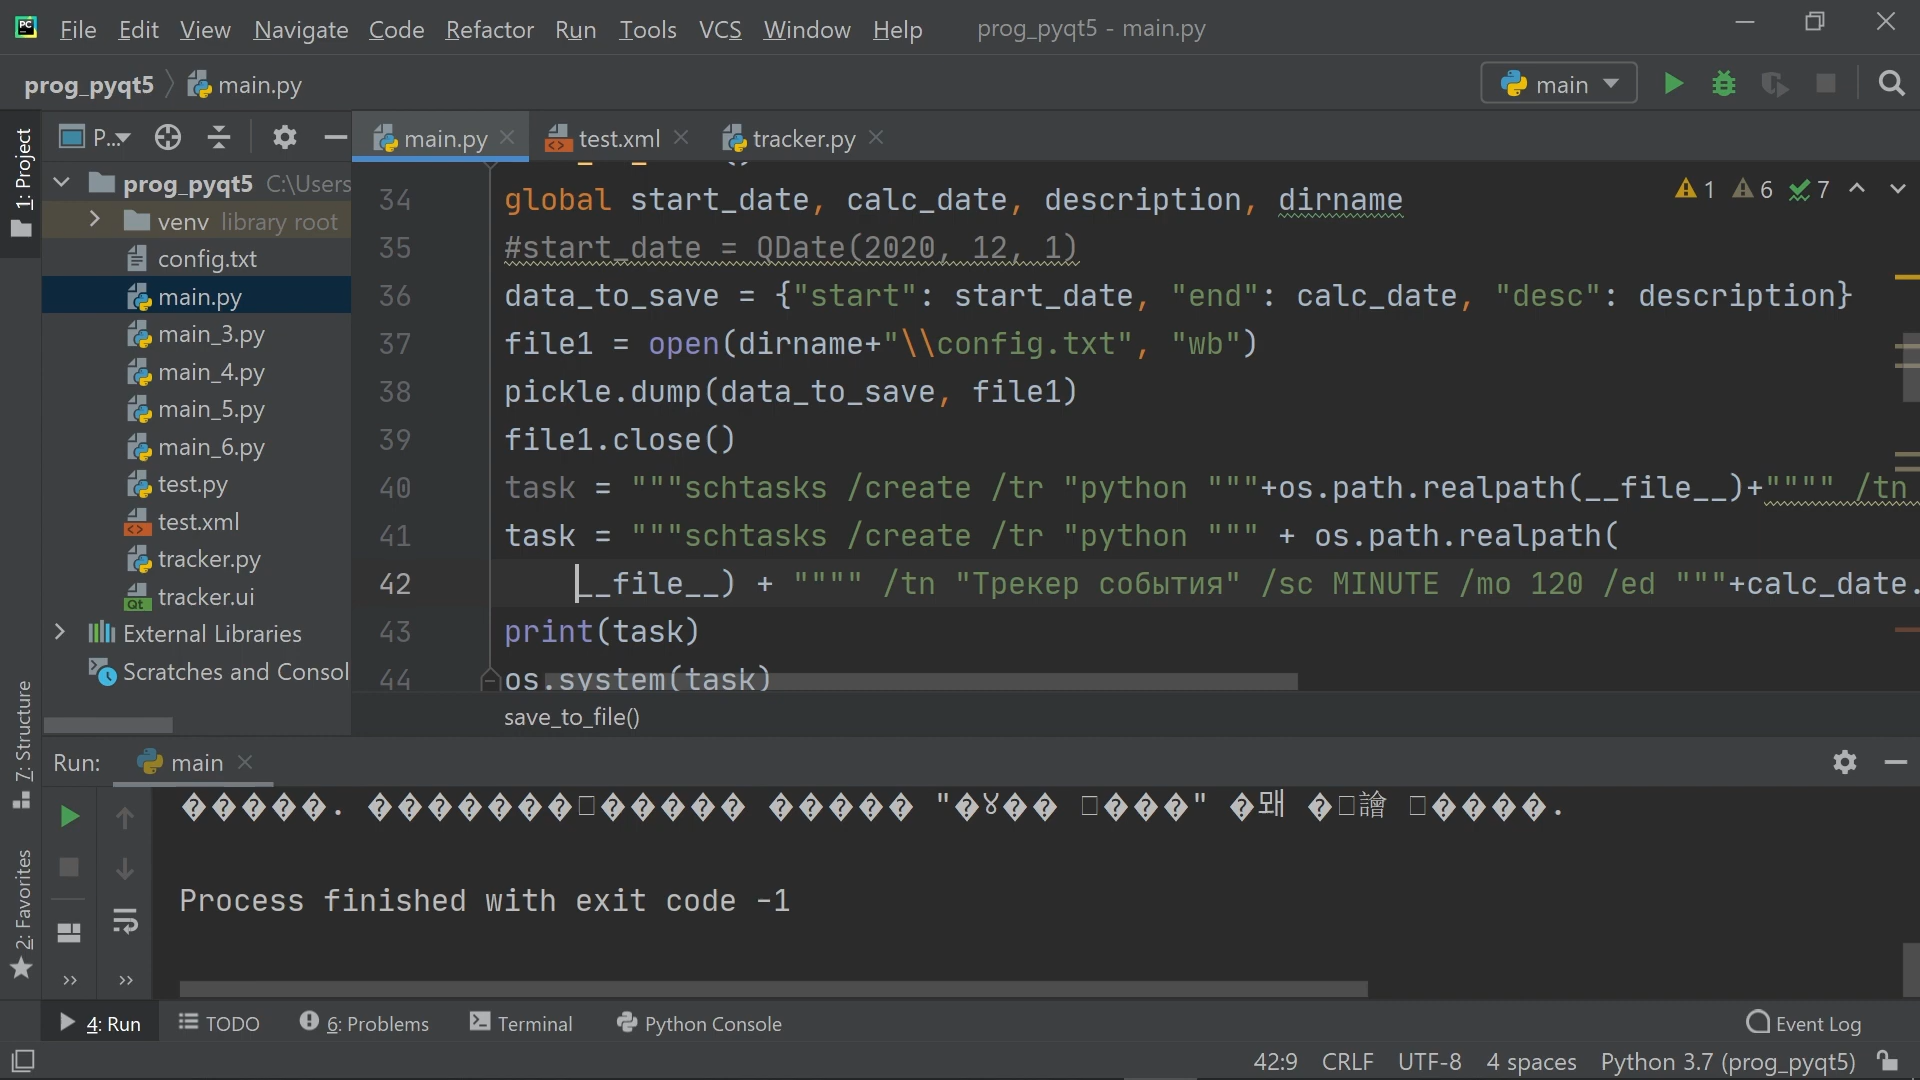 File Edit View Navigate Code Refactor Run Tools VCS Window Help prog_pyqt5 - main.py
prog_pyqt5 main.py main
1: Project
P... main.py test.xml tracker.py
prog_pyqt5 C:\Users
venv library root
config.txt
main.py
main_3.py
main_4.py
main_5.py
main_6.py
test.py
test.xml
tracker.py
tracker.ui
External Libraries
Scratches and Consol
1 6 7
34 global start_date, calc_date, description, dirname
35 #start_date = QDate(2020, 12, 1)
36 data_to_save = {"start": start_date, "end": calc_date, "desc": description}
37 file1 = open(dirname+"\\config.txt", "wb")
38 pickle.dump(data_to_save, file1)
39 file1.close()
40 task = """schtasks /create /tr "python """+os.path.realpath(__file__)+"""" /tn
41 task = """schtasks /create /tr "python """ + os.path.realpath(
42 __file__) + """" /tn "Трекер события" /sc MINUTE /mo 120 /ed """+calc_date.
43 print(task)
44 os.system(task)
save_to_file()
7: Structure
2: Favorites
Run: main
Process finished with exit code -1
4: Run TODO 6: Problems Terminal Python Console Event Log
42:9 CRLF UTF-8 4 spaces Python 3.7 (prog_pyqt5)